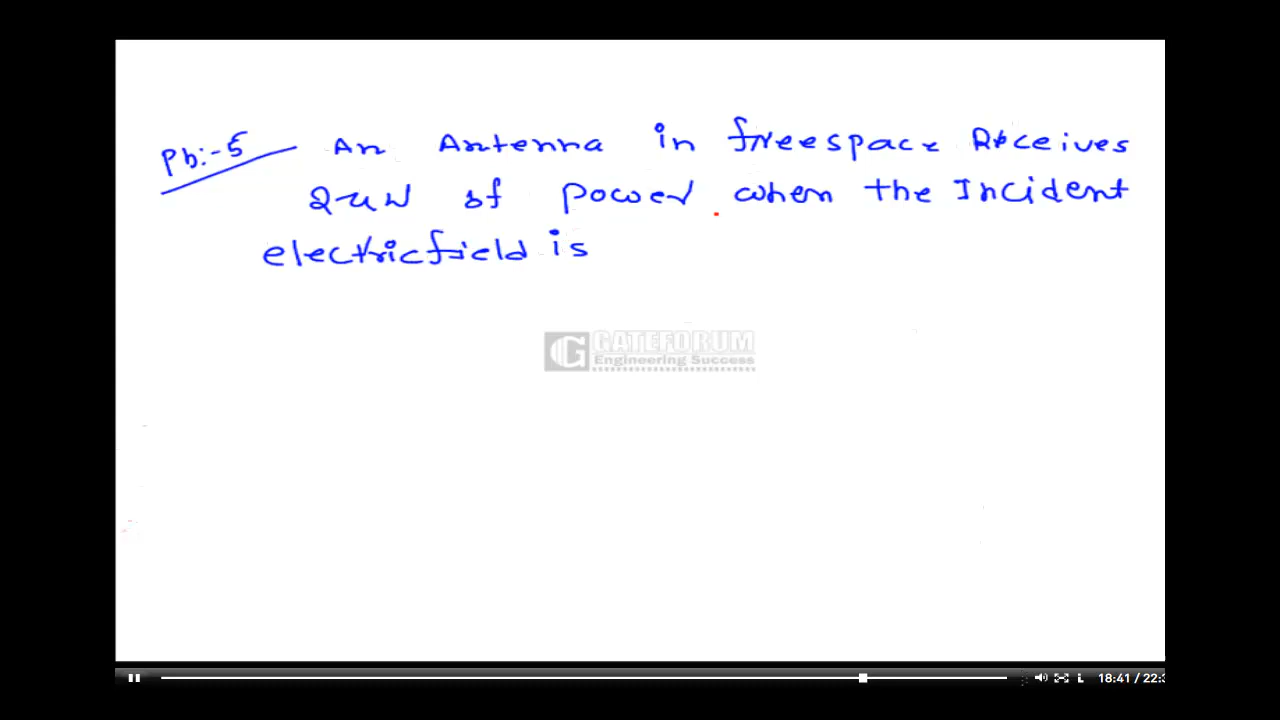 Pb:-5 An Antenna in freespace Receives
2μW of power when the Incident
electricfield is
GATEFORUM
Engineering Success
18:41 / 22:3